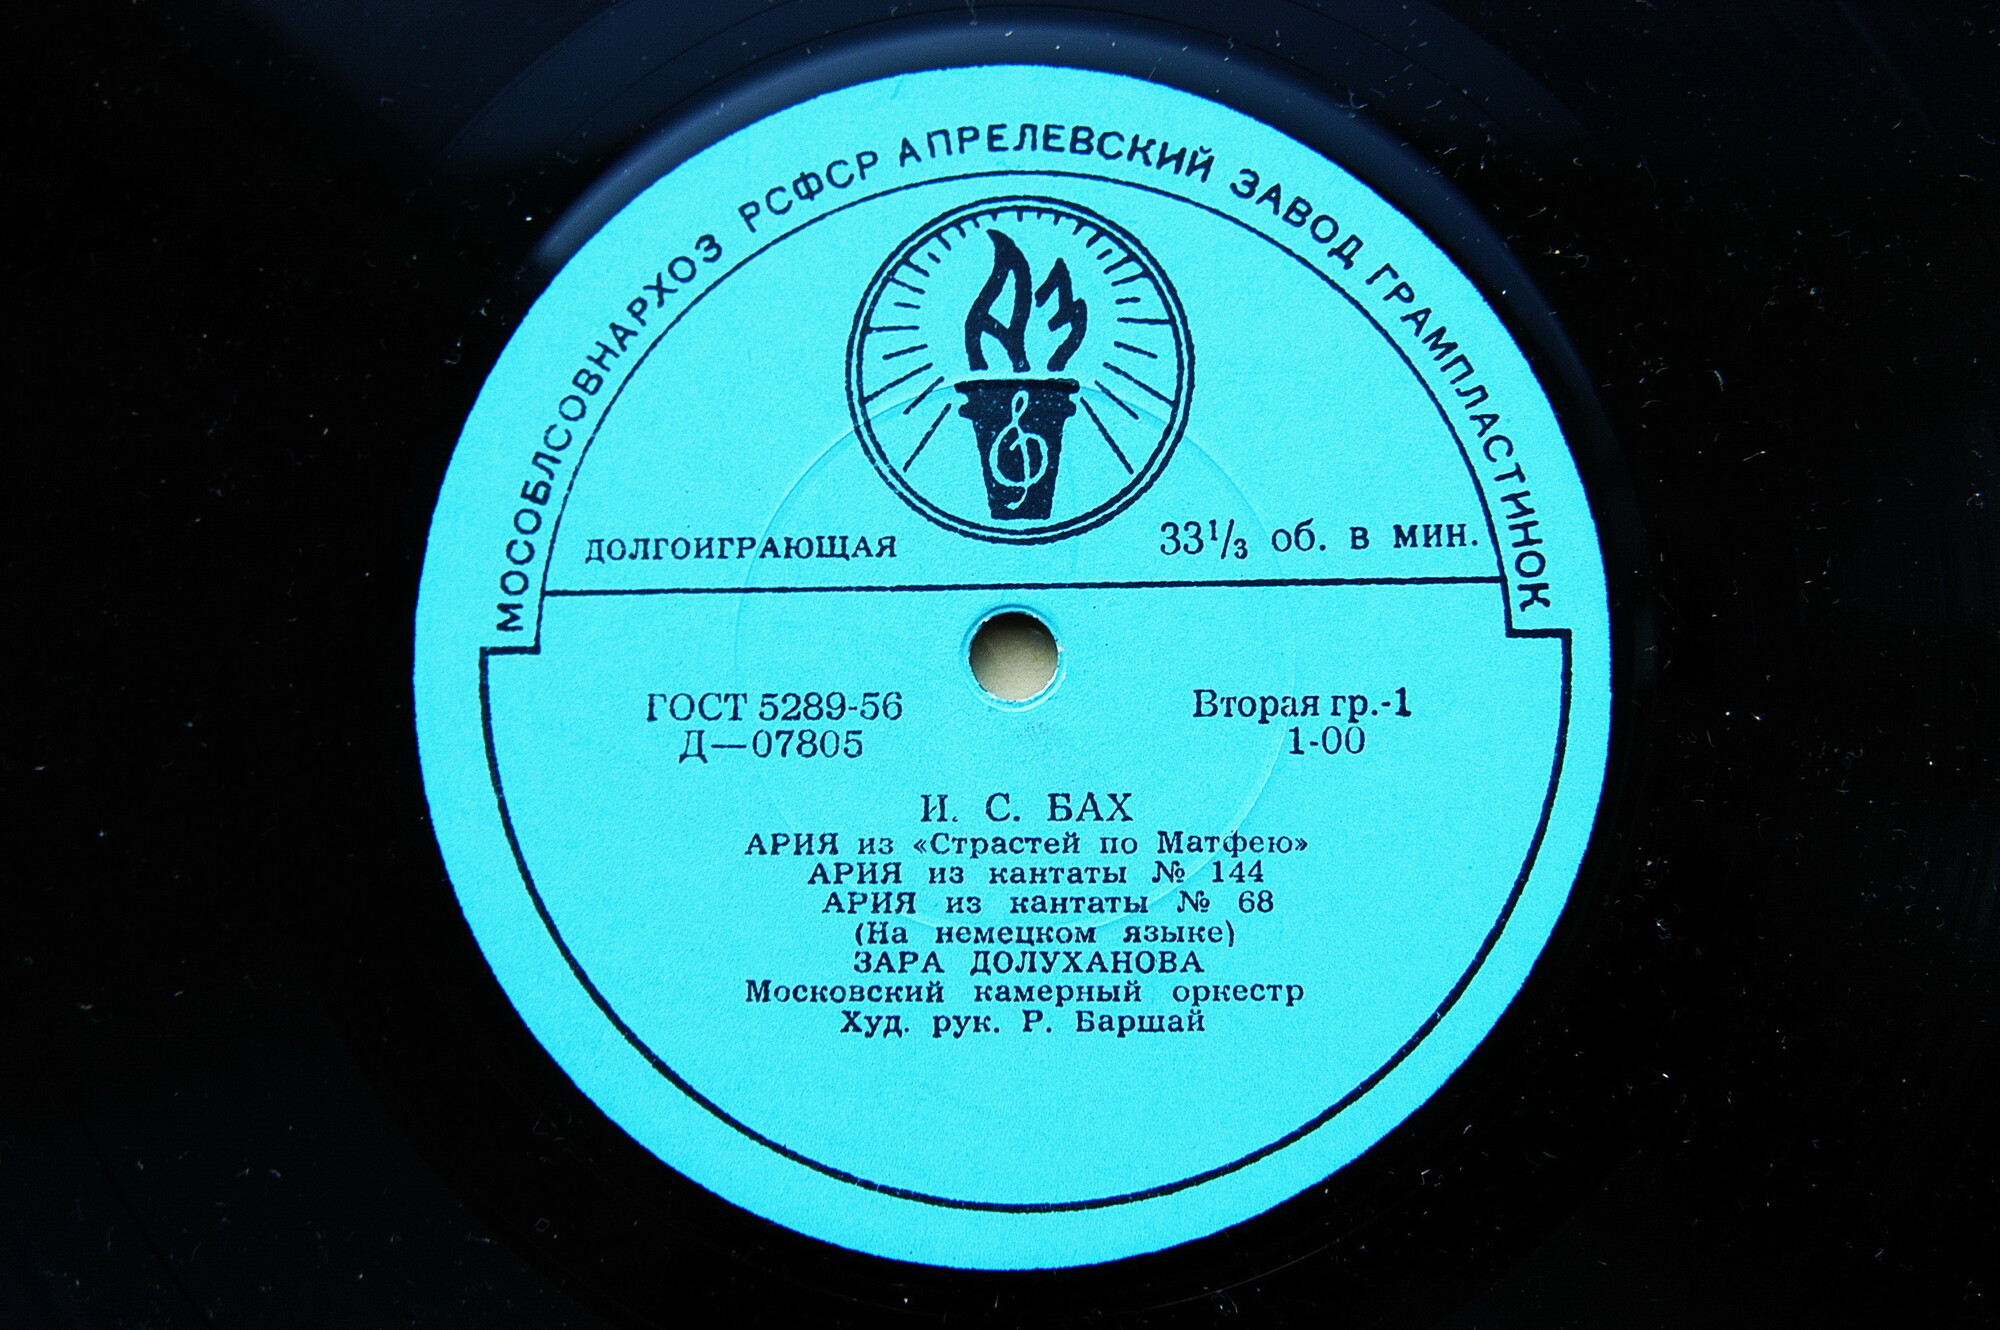 МОСОБЛСОВНАРХОЗ РСФСР АПРЕЛЕВСКИЙ ЗАВОД ГРАМПЛАСТИНОК
АЗ
ДОЛГОИГРАЮЩАЯ 33⅓ об. в мин.
ГОСТ 5289-56 Вторая гр.-1
Д—07805 1-00
И. С. БАХ
АРИЯ из «Страстей по Матфею»
АРИЯ из кантаты № 144
АРИЯ из кантаты № 68
(На немецком языке)
ЗАРА ДОЛУХАНОВА
Московский камерный оркестр
Худ. рук. Р. Баршай